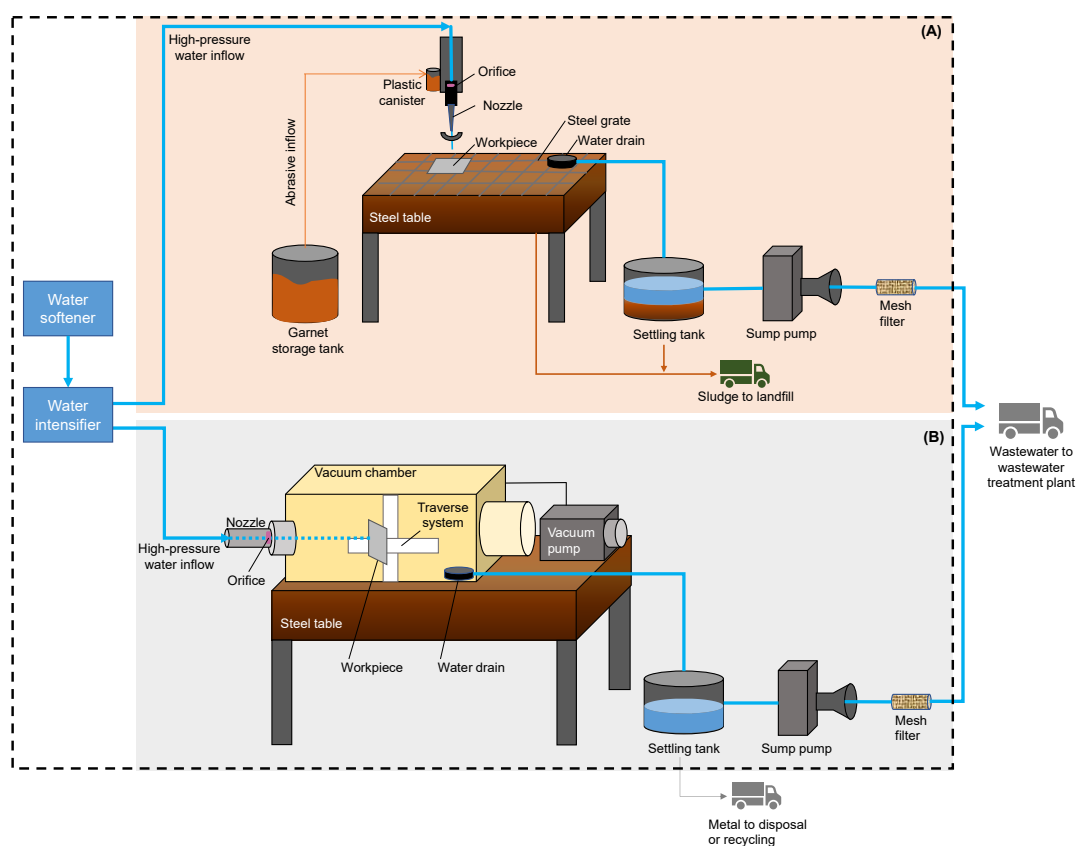 (A)
High-pressure
water inflow
Orifice
Plastic
canister
Nozzle
Steel grate
Water drain
Workpiece
Abrasive inflow
Steel table
Water
softener
Garnet
storage tank
Settling tank
Sump pump
Mesh
filter
Sludge to landfill
Water
intensifier
(B)
Wastewater to
wastewater
treatment plant
Vacuum chamber
Traverse
system
Nozzle
Vacuum
pump
High-pressure
water inflow
Orifice
Steel table
Workpiece
Water drain
Settling tank
Sump pump
Mesh
filter
Metal to disposal
or recycling